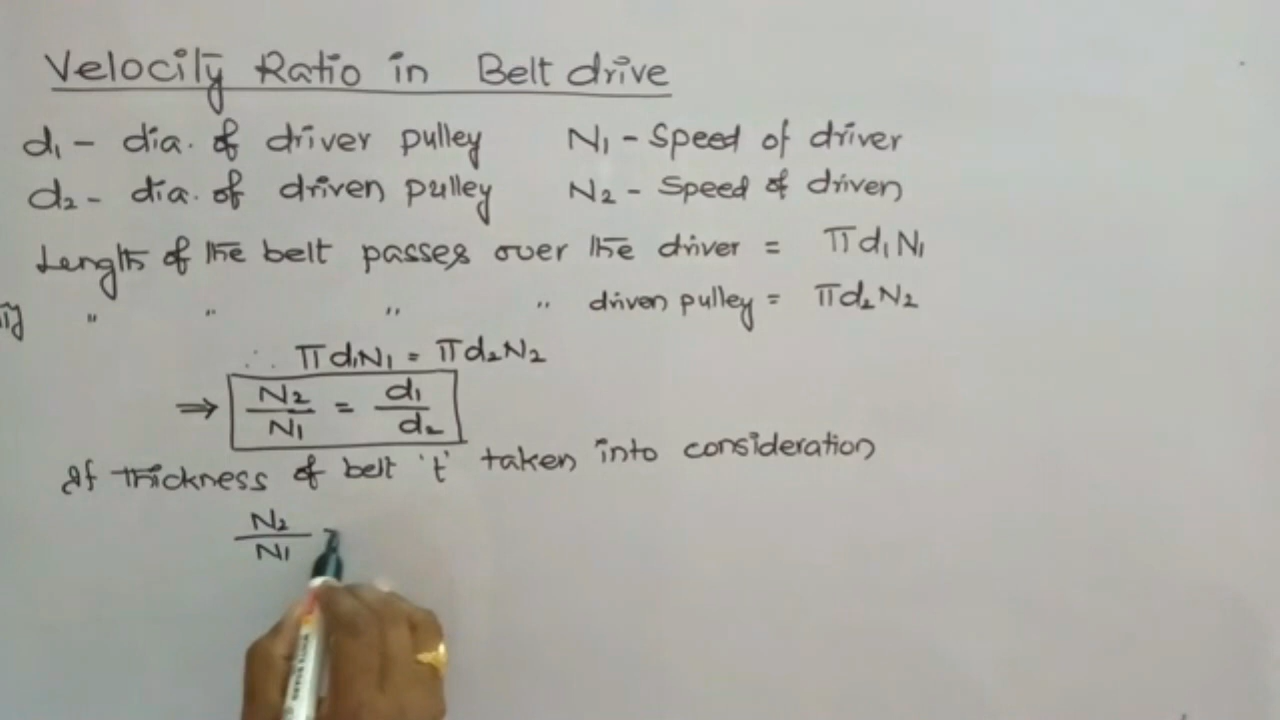 Velocity Ratio in Belt drive
d₁ - dia. of driver pulley N₁ - Speed of driver
d₂ - dia. of driven pulley N₂ - Speed of driven
Length of the belt passes over the driver = πd₁N₁
" " " " driven pulley = πd₂N₂
∴ πd₁N₁ = πd₂N₂
⇒ N₂/N₁ = d₁/d₂
If thickness of belt 't' taken into consideration
N₂/N₁ =